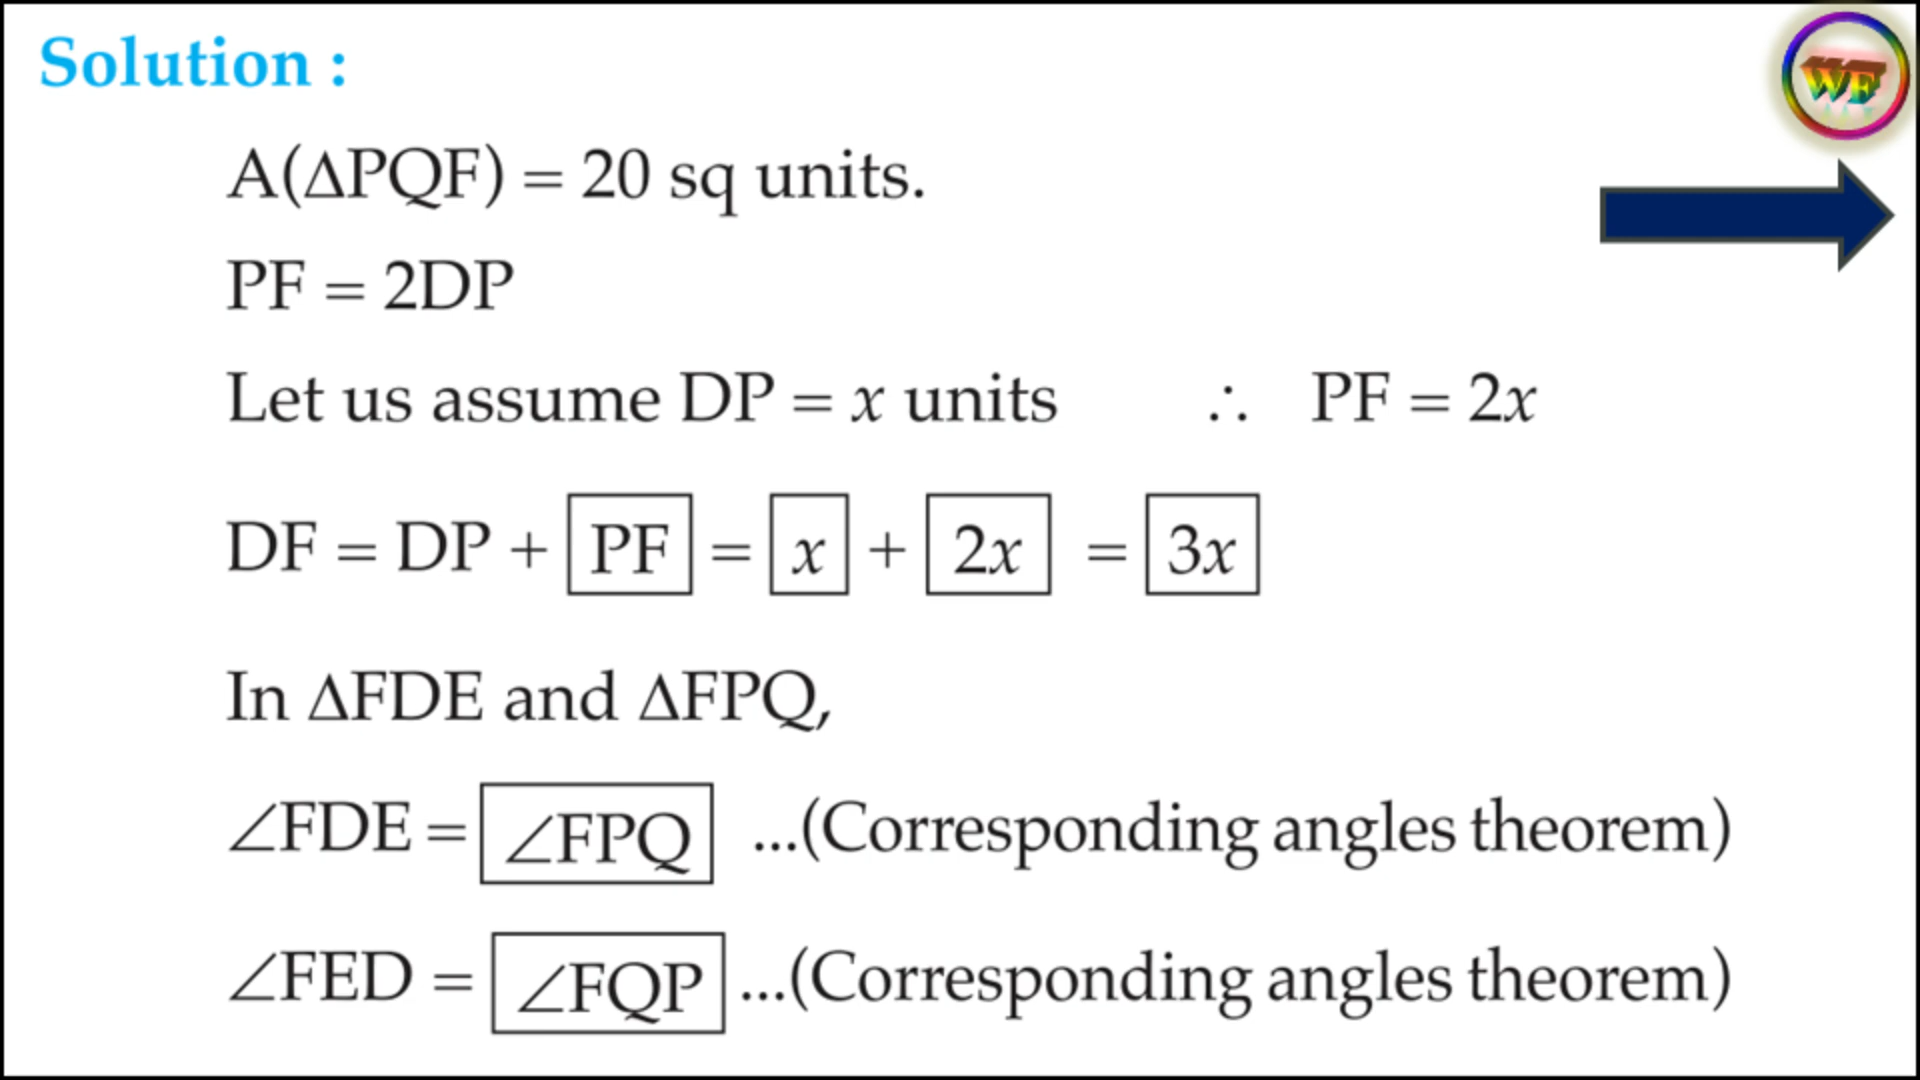 Solution :
WE
A(ΔPQF) = 20 sq units.
PF = 2DP
Let us assume DP = x units ∴ PF = 2x
DF = DP + PF = x + 2x = 3x
In ΔFDE and ΔFPQ,
∠FDE = ∠FPQ ...(Corresponding angles theorem)
∠FED = ∠FQP ...(Corresponding angles theorem)